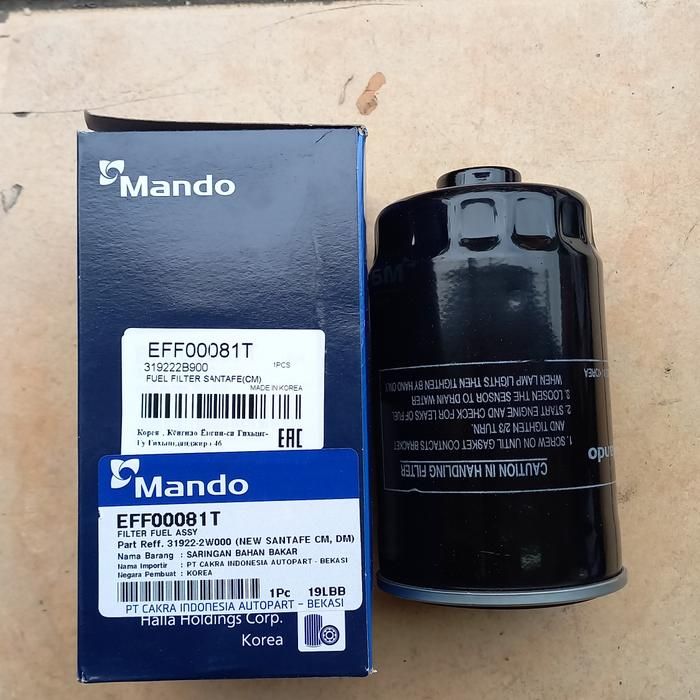 Mando
EFF00081T
319222B900
1PCS
FUEL FILTER SANTAFE(CM)
MADE IN KOREA
EAC
Mando
EFF00081T
FILTER FUEL ASSY
Part Reff. 31922-2W000 (NEW SANTAFE CM, DM)
Nama Barang : SARINGAN BAHAN BAKAR
Nama Importir : PT CAKRA INDONESIA AUTOPART - BEKASI
Negara Pembuat : KOREA
1Pc 19LBB
PT CAKRA INDONESIA AUTOPART - BEKASI
Halla Holdings Corp.
Korea
CAUTION IN HANDLING FILTER
1. SCREW ON UNTIL GASKET CONTACTS BRACKET
AND TIGHTEN 2/3 TURN.
2. START ENGINE AND CHECK FOR LEAKS OF FUEL
3. LOOSEN THE SENSOR TO DRAIN WATER
WHEN LAMP LIGHTS THEN TIGHTEN BY HAND ONLY
Mando
KOREA